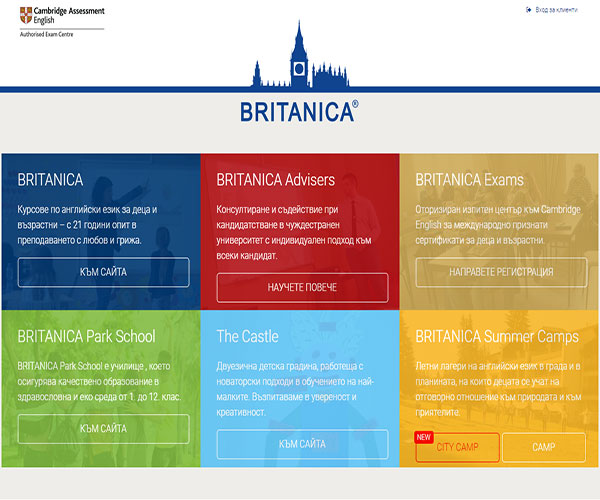 Cambridge Assessment
English
Authorised Exam Centre
Вход за клиенти
BRITANICA®
BRITANICA
Курсове по английски език за деца и
възрастни – с 21 години опит в
преподаването с любов и грижа.
КЪМ САЙТА
BRITANICA Advisers
Консултиране и съдействие при
кандидатстване в чуждестранен
университет с индивидуален подход към
всеки кандидат.
НАУЧЕТЕ ПОВЕЧЕ
BRITANICA Exams
Оторизиран изпитен център към Cambridge
English за международно признати
сертификати за деца и възрастни.
НАПРАВЕТЕ РЕГИСТРАЦИЯ
BRITANICA Park School
BRITANICA Park School е училище , което
осигурява качествено образование в
здравословна и еко среда от 1. до 12. клас.
КЪМ САЙТА
The Castle
Двуезична детска градина, работеща с
новаторски подходи в обучението на най-
малките. Възпитаваме в увереност и
креативност.
КЪМ САЙТА
BRITANICA Summer Camps
Летни лагери на английски език в града и в
планината, на които децата се учат на
отговорно отношение към природата и към
приятелите.
NEW
CITY CAMP
CAMP